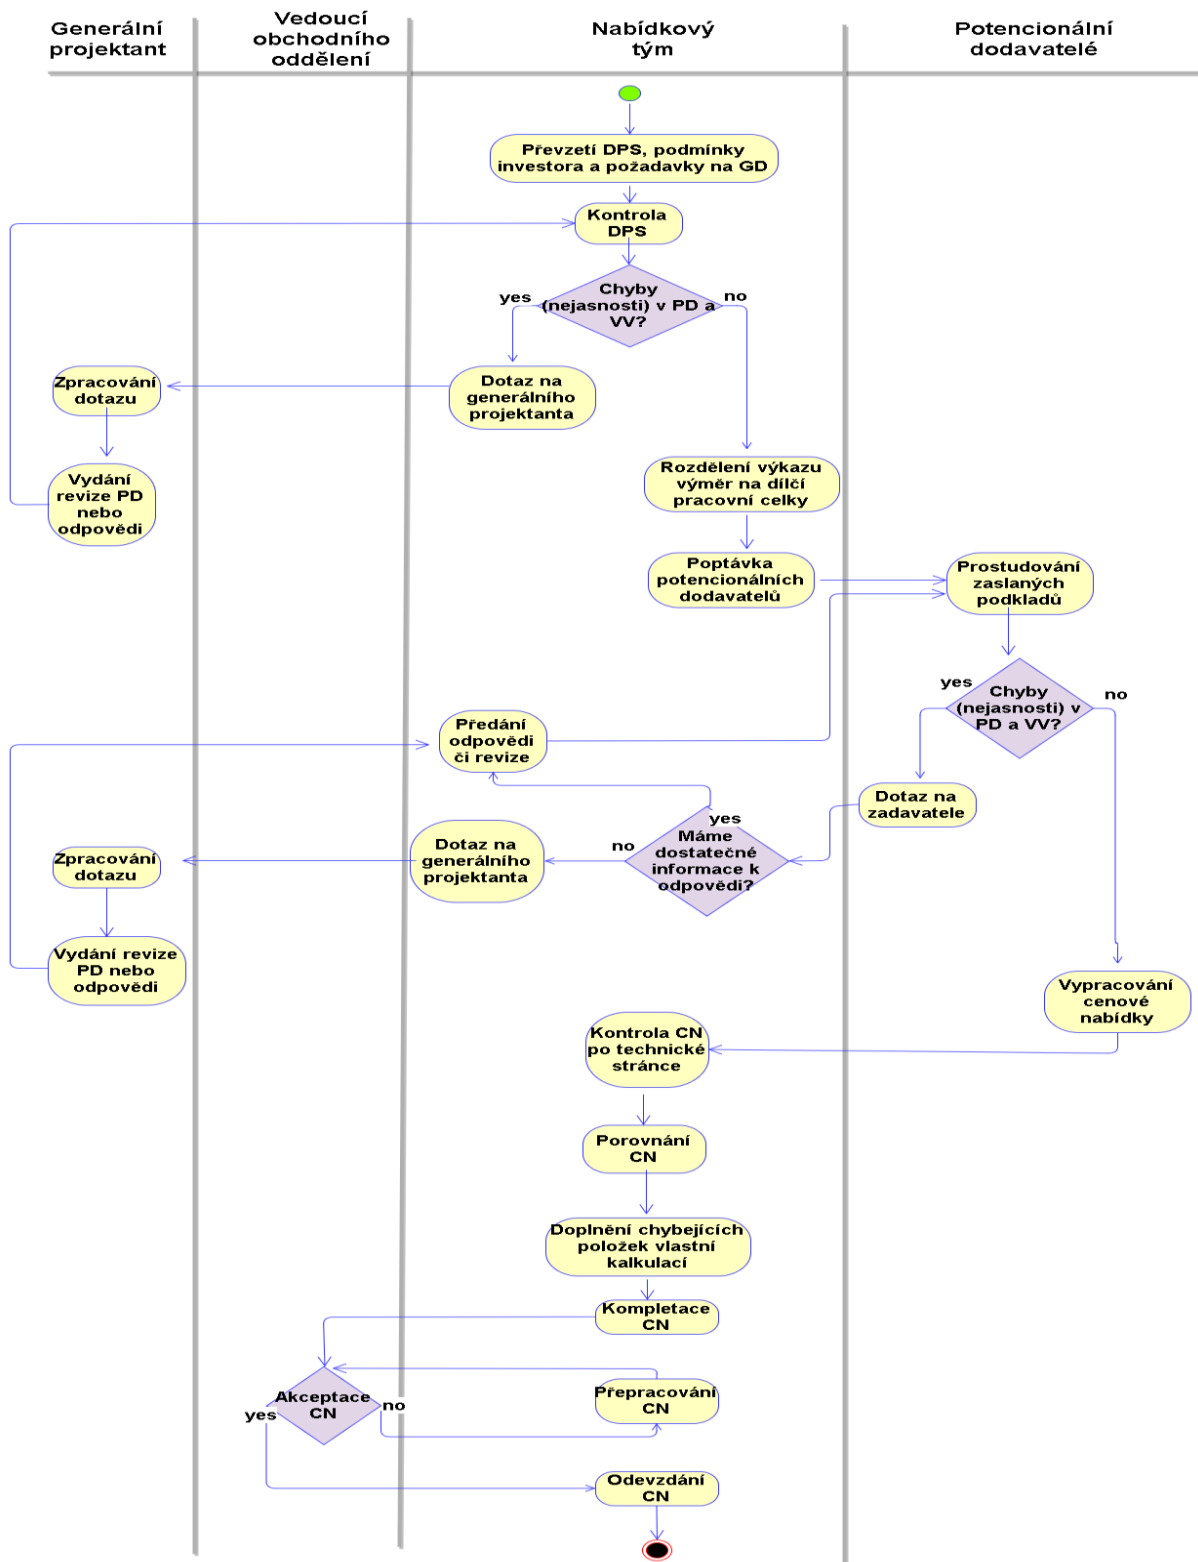 Generální
projektant
Vedoucí
obchodního
oddělení
Nabídkový
tým
Potencionální
dodavatelé
Převzetí DPS, podmínky
investora a požadavky na GD
Kontrola
DPS
Chyby
(nejasnosti) v PD a
VV?
yes
no
Dotaz na
generálního
projektanta
Zpracování
dotazu
Vydání
revize PD
nebo
odpovědi
Rozdělení výkazu
výměr na dílčí
pracovní celky
Poptávka
potencionálních
dodavatelů
Prostudování
zaslaných
podkladů
Chyby
(nejasnosti) v
PD a VV?
yes
no
Předání
odpovědi
či revize
Dotaz na
zadavatele
yes
Máme
dostatečné
informace k
odpovědi?
no
Dotaz na
generálního
projektanta
Zpracování
dotazu
Vydání revize
PD nebo
odpovědi
Vypracování
cenové
nabídky
Kontrola CN
po technické
stránce
Porovnání
CN
Doplnění chybejících
položek vlastní
kalkulací
Kompletace
CN
Akceptace
CN
yes
no
Přepracování
CN
Odevzdání
CN